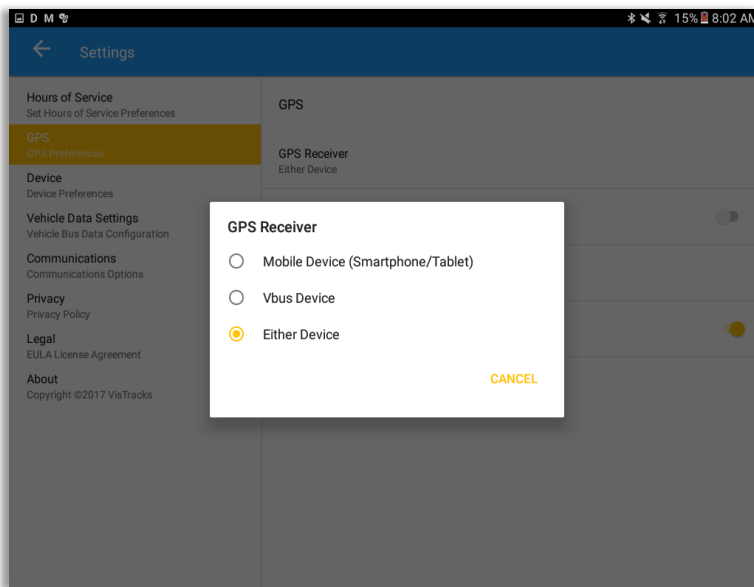 D M
15% 8:02 AM
Settings
Hours of Service
Set Hours of Service Preferences
GPS
GPS Preferences
Device
Device Preferences
Vehicle Data Settings
Vehicle Bus Data Configuration
Communications
Communications Options
Privacy
Privacy Policy
Legal
EULA License Agreement
About
Copyright ©2017 VisTracks
GPS
GPS Receiver
Either Device
GPS Receiver
Mobile Device (Smartphone/Tablet)
Vbus Device
Either Device
CANCEL